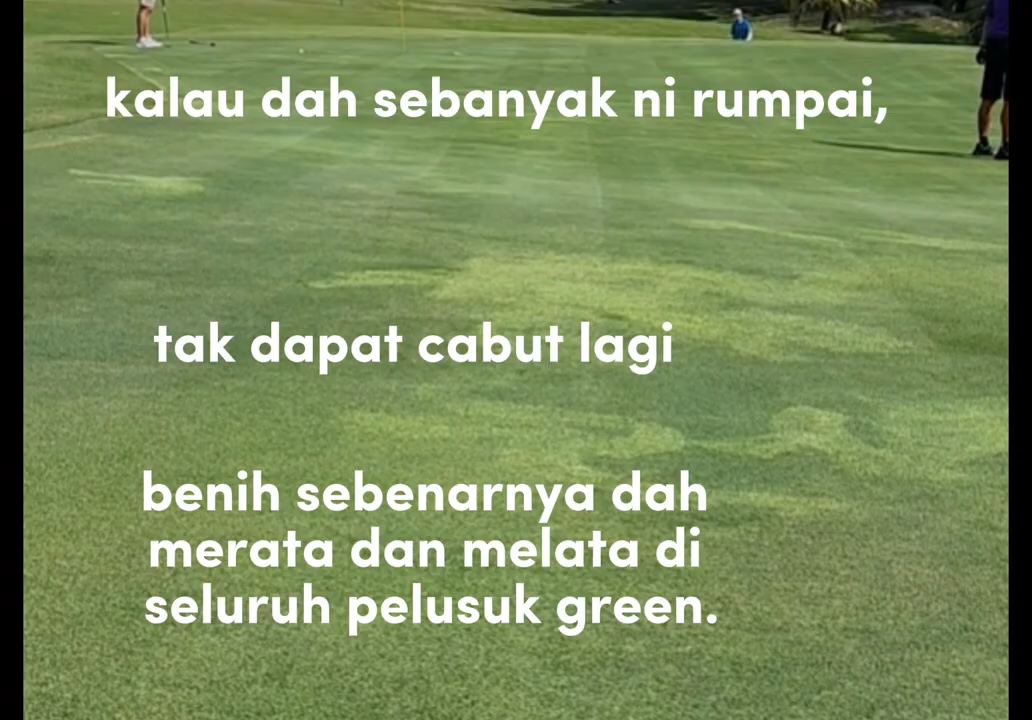 kalau dah sebanyak ni rumpai,
tak dapat cabut lagi
benih sebenarnya dah
merata dan melata di
seluruh pelusuk green.